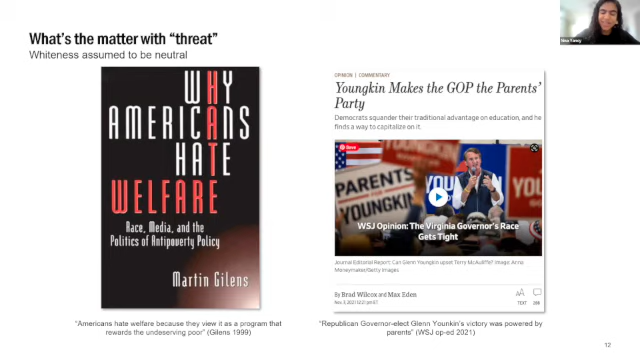 What's the matter with "threat"
Whiteness assumed to be neutral
WHY
AMERICANS
HATE
WELFARE
Race, Media, and the
Politics of Antipoverty Policy
Martin Gilens
"Americans hate welfare because they view it as a program that
rewards the undeserving poor" (Gilens 1999)
OPINION | COMMENTARY
Youngkin Makes the GOP the Parents'
Party
Democrats squander their traditional advantage on education, and he
finds a way to capitalize on it.
Save
PARENTS
FOR
YOUNGKIN
WSJ Opinion: The Virginia Governor's Race
Gets Tight
Journal Editorial Report: Can Glenn Youngkin upset Terry McAuliffe? Image: Anna
Moneymaker/Getty Images
By Brad Wilcox and Max Eden
TEXT
"Republican Governor-elect Glenn Younkin's victory was powered by
parents" (WSJ op-ed 2021)
12